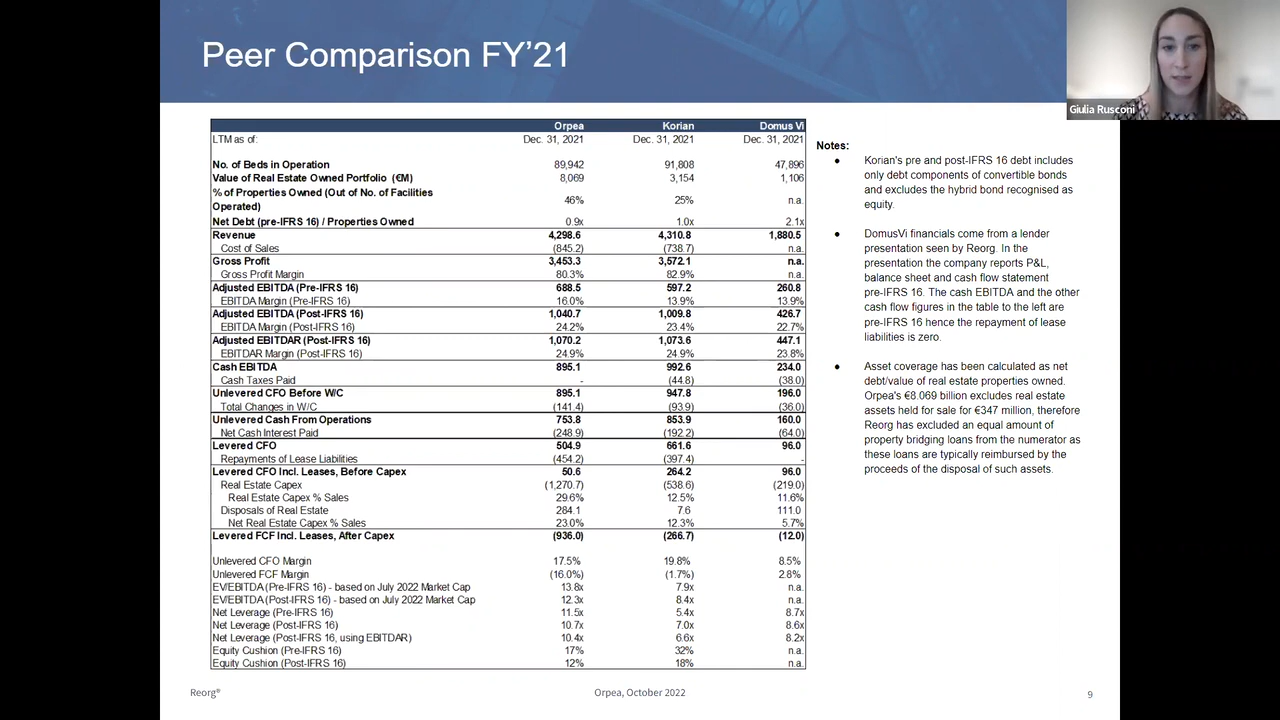 Peer Comparison FY'21
Giulia Rusconi
Orpea Korian Domus Vi
LTM as of: Dec. 31, 2021 Dec. 31, 2021 Dec. 31, 2021
No. of Beds in Operation 89,942 91,808 47,896
Value of Real Estate Owned Portfolio (€M) 8,069 3,154 1,106
% of Properties Owned (Out of No. of Facilities
Operated) 46% 25% n.a.
Net Debt (pre-IFRS 16) / Properties Owned 0.9x 1.0x 2.1x
Revenue 4,298.6 4,310.8 1,880.5
Cost of Sales (845.2) (738.7) n.a.
Gross Profit 3,453.3 3,572.1 n.a.
Gross Profit Margin 80.3% 82.9% n.a.
Adjusted EBITDA (Pre-IFRS 16) 688.5 597.2 260.8
EBITDA Margin (Pre-IFRS 16) 16.0% 13.9% 13.9%
Adjusted EBITDA (Post-IFRS 16) 1,040.7 1,009.8 426.7
EBITDA Margin (Post-IFRS 16) 24.2% 23.4% 22.7%
Adjusted EBITDAR (Post-IFRS 16) 1,070.2 1,073.6 447.1
EBITDAR Margin (Post-IFRS 16) 24.9% 24.9% 23.8%
Cash EBITDA 895.1 992.6 234.0
Cash Taxes Paid - (44.8) (38.0)
Unlevered CFO Before W/C 895.1 947.8 196.0
Total Changes in W/C (141.4) (93.9) (36.0)
Unlevered Cash From Operations 753.8 853.9 160.0
Net Cash Interest Paid (248.9) (192.2) (64.0)
Levered CFO 504.9 661.6 96.0
Repayments of Lease Liabilities (454.2) (397.4) -
Levered CFO Incl. Leases, Before Capex 50.6 264.2 96.0
Real Estate Capex (1,270.7) (538.6) (219.0)
Real Estate Capex % Sales 29.6% 12.5% 11.6%
Disposals of Real Estate 284.1 7.6 111.0
Net Real Estate Capex % Sales 23.0% 12.3% 5.7%
Levered FCF Incl. Leases, After Capex (936.0) (266.7) (12.0)
Unlevered CFO Margin 17.5% 19.8% 8.5%
Unlevered FCF Margin (16.0%) (1.7%) 2.8%
EV/EBITDA (Pre-IFRS 16) - based on July 2022 Market Cap 13.8x 7.9x n.a.
EV/EBITDA (Post-IFRS 16) - based on July 2022 Market Cap 12.3x 8.4x n.a.
Net Leverage (Pre-IFRS 16) 11.5x 5.4x 8.7x
Net Leverage (Post-IFRS 16) 10.7x 7.0x 8.6x
Net Leverage (Post-IFRS 16, using EBITDAR) 10.4x 6.6x 8.2x
Equity Cushion (Pre-IFRS 16) 17% 32% n.a.
Equity Cushion (Post-IFRS 16) 12% 18% n.a.
Notes:
● Korian's pre and post-IFRS 16 debt includes
only debt components of convertible bonds
and excludes the hybrid bond recognised as
equity.
● DomusVi financials come from a lender
presentation seen by Reorg. In the
presentation the company reports P&L,
balance sheet and cash flow statement
pre-IFRS 16. The cash EBITDA and the other
cash flow figures in the table to the left are
pre-IFRS 16 hence the repayment of lease
liabilities is zero.
● Asset coverage has been calculated as net
debt/value of real estate properties owned.
Orpea's €8.069 billion excludes real estate
assets held for sale for €347 million, therefore
Reorg has excluded an equal amount of
property bridging loans from the numerator as
these loans are typically reimbursed by the
proceeds of the disposal of such assets.
Reorg® Orpea, October 2022 9